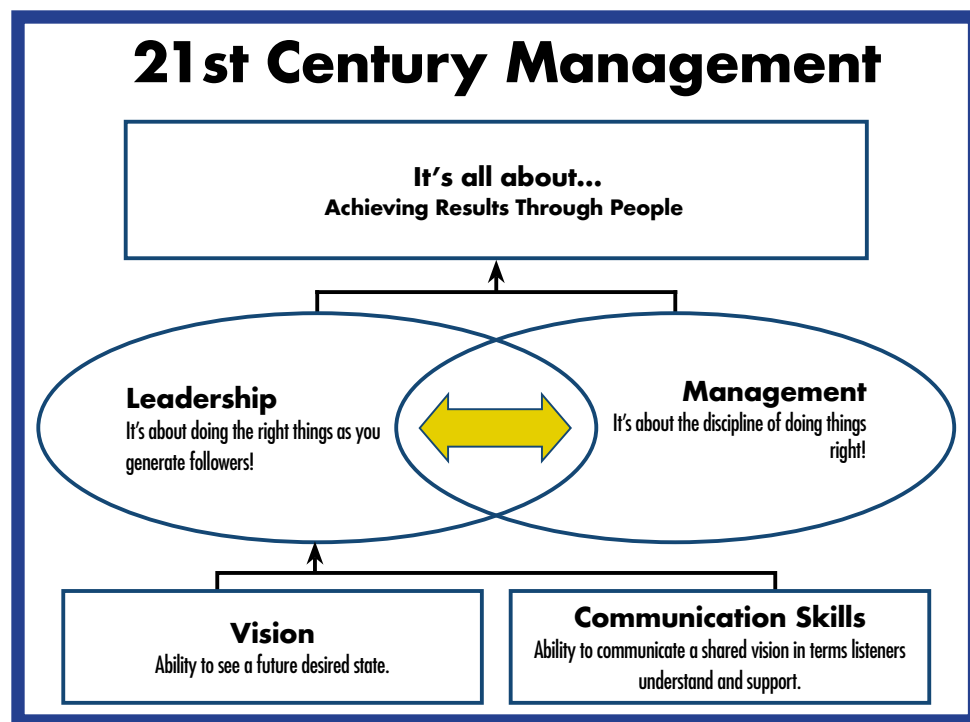 21st Century Management
It's all about...
Achieving Results Through People
Leadership
It's about doing the right things as you
generate followers!
Management
It's about the discipline of doing things
right!
Vision
Ability to see a future desired state.
Communication Skills
Ability to communicate a shared vision in terms listeners
understand and support.